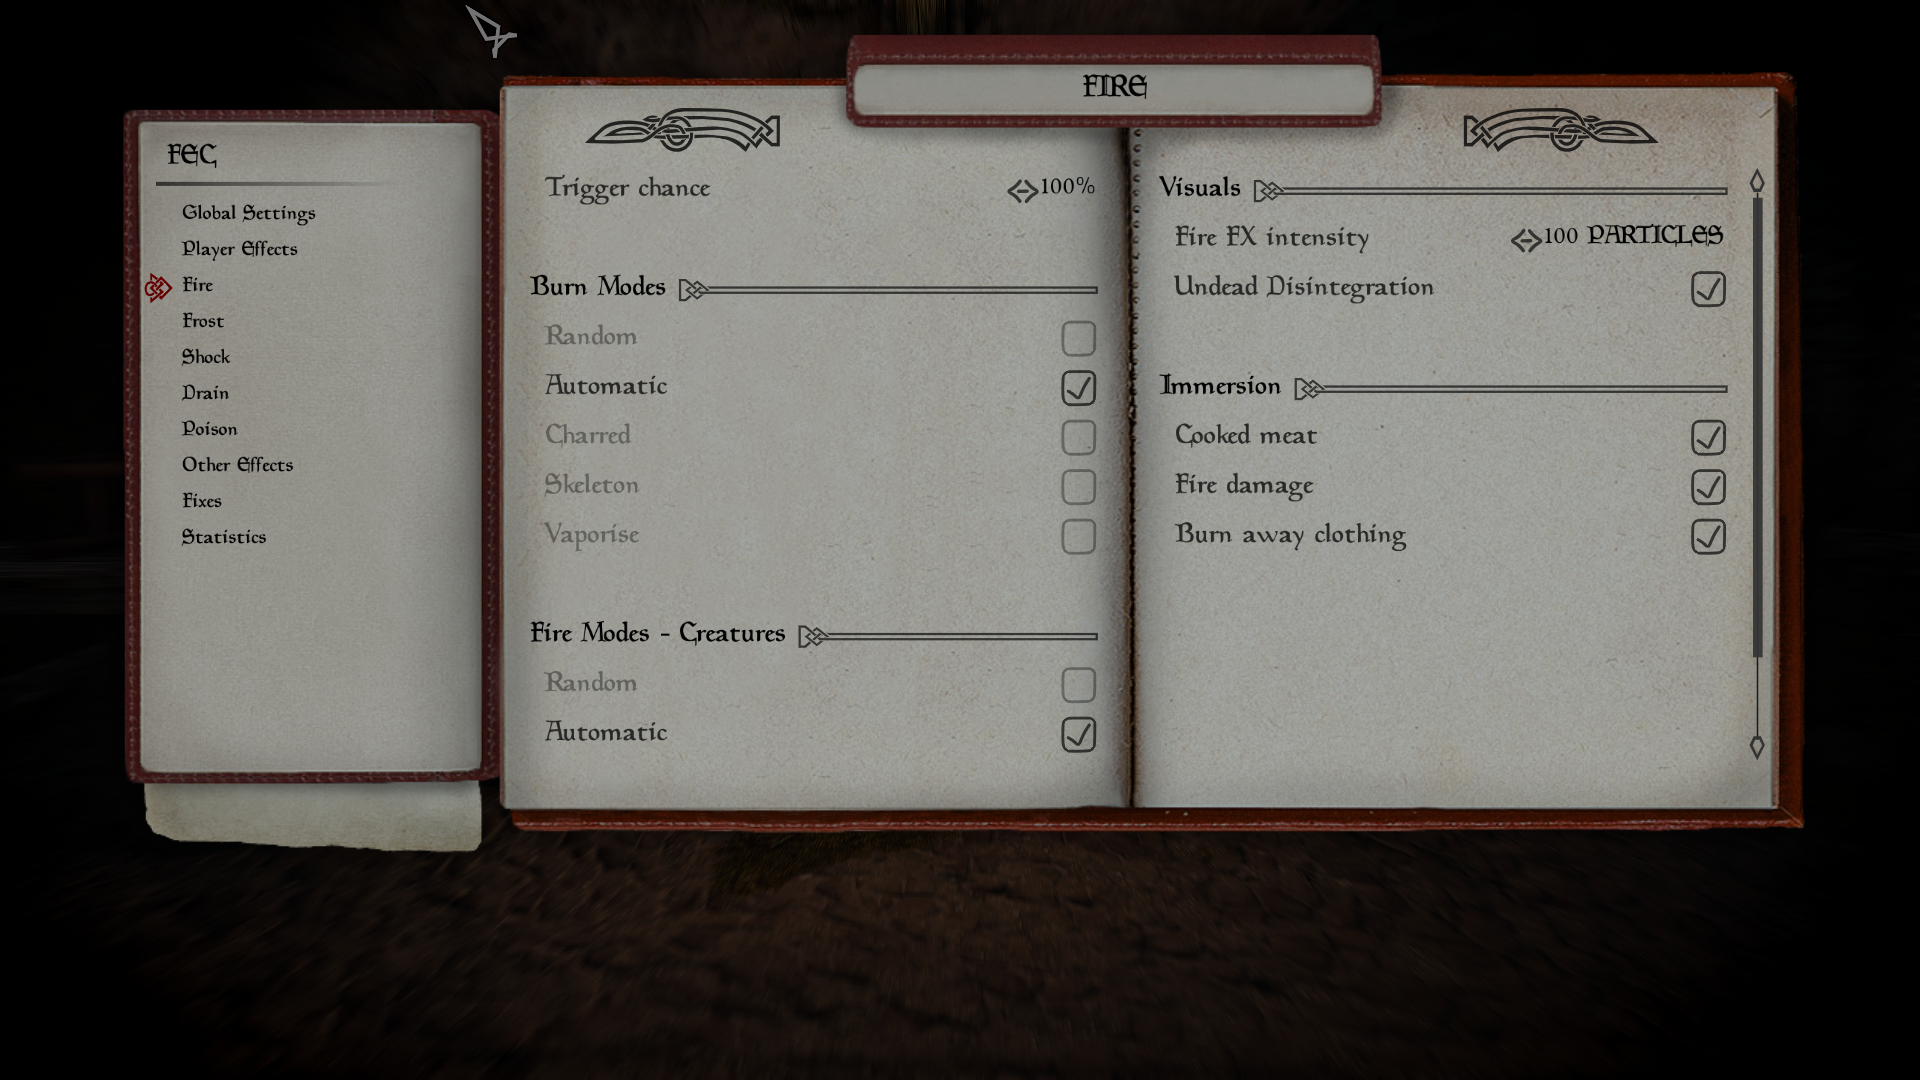 FIRE
FEC
Global Settings
Player Effects
Fire
Frost
Shock
Drain
Poison
Other Effects
Fixes
Statistics
Trigger chance 100%
Burn Modes
Random
Automatic
Charred
Skeleton
Vaporise
Fire Modes - Creatures
Random
Automatic
Visuals
Fire FX intensity 100 PARTICLES
Undead Disintegration
Immersion
Cooked meat
Fire damage
Burn away clothing